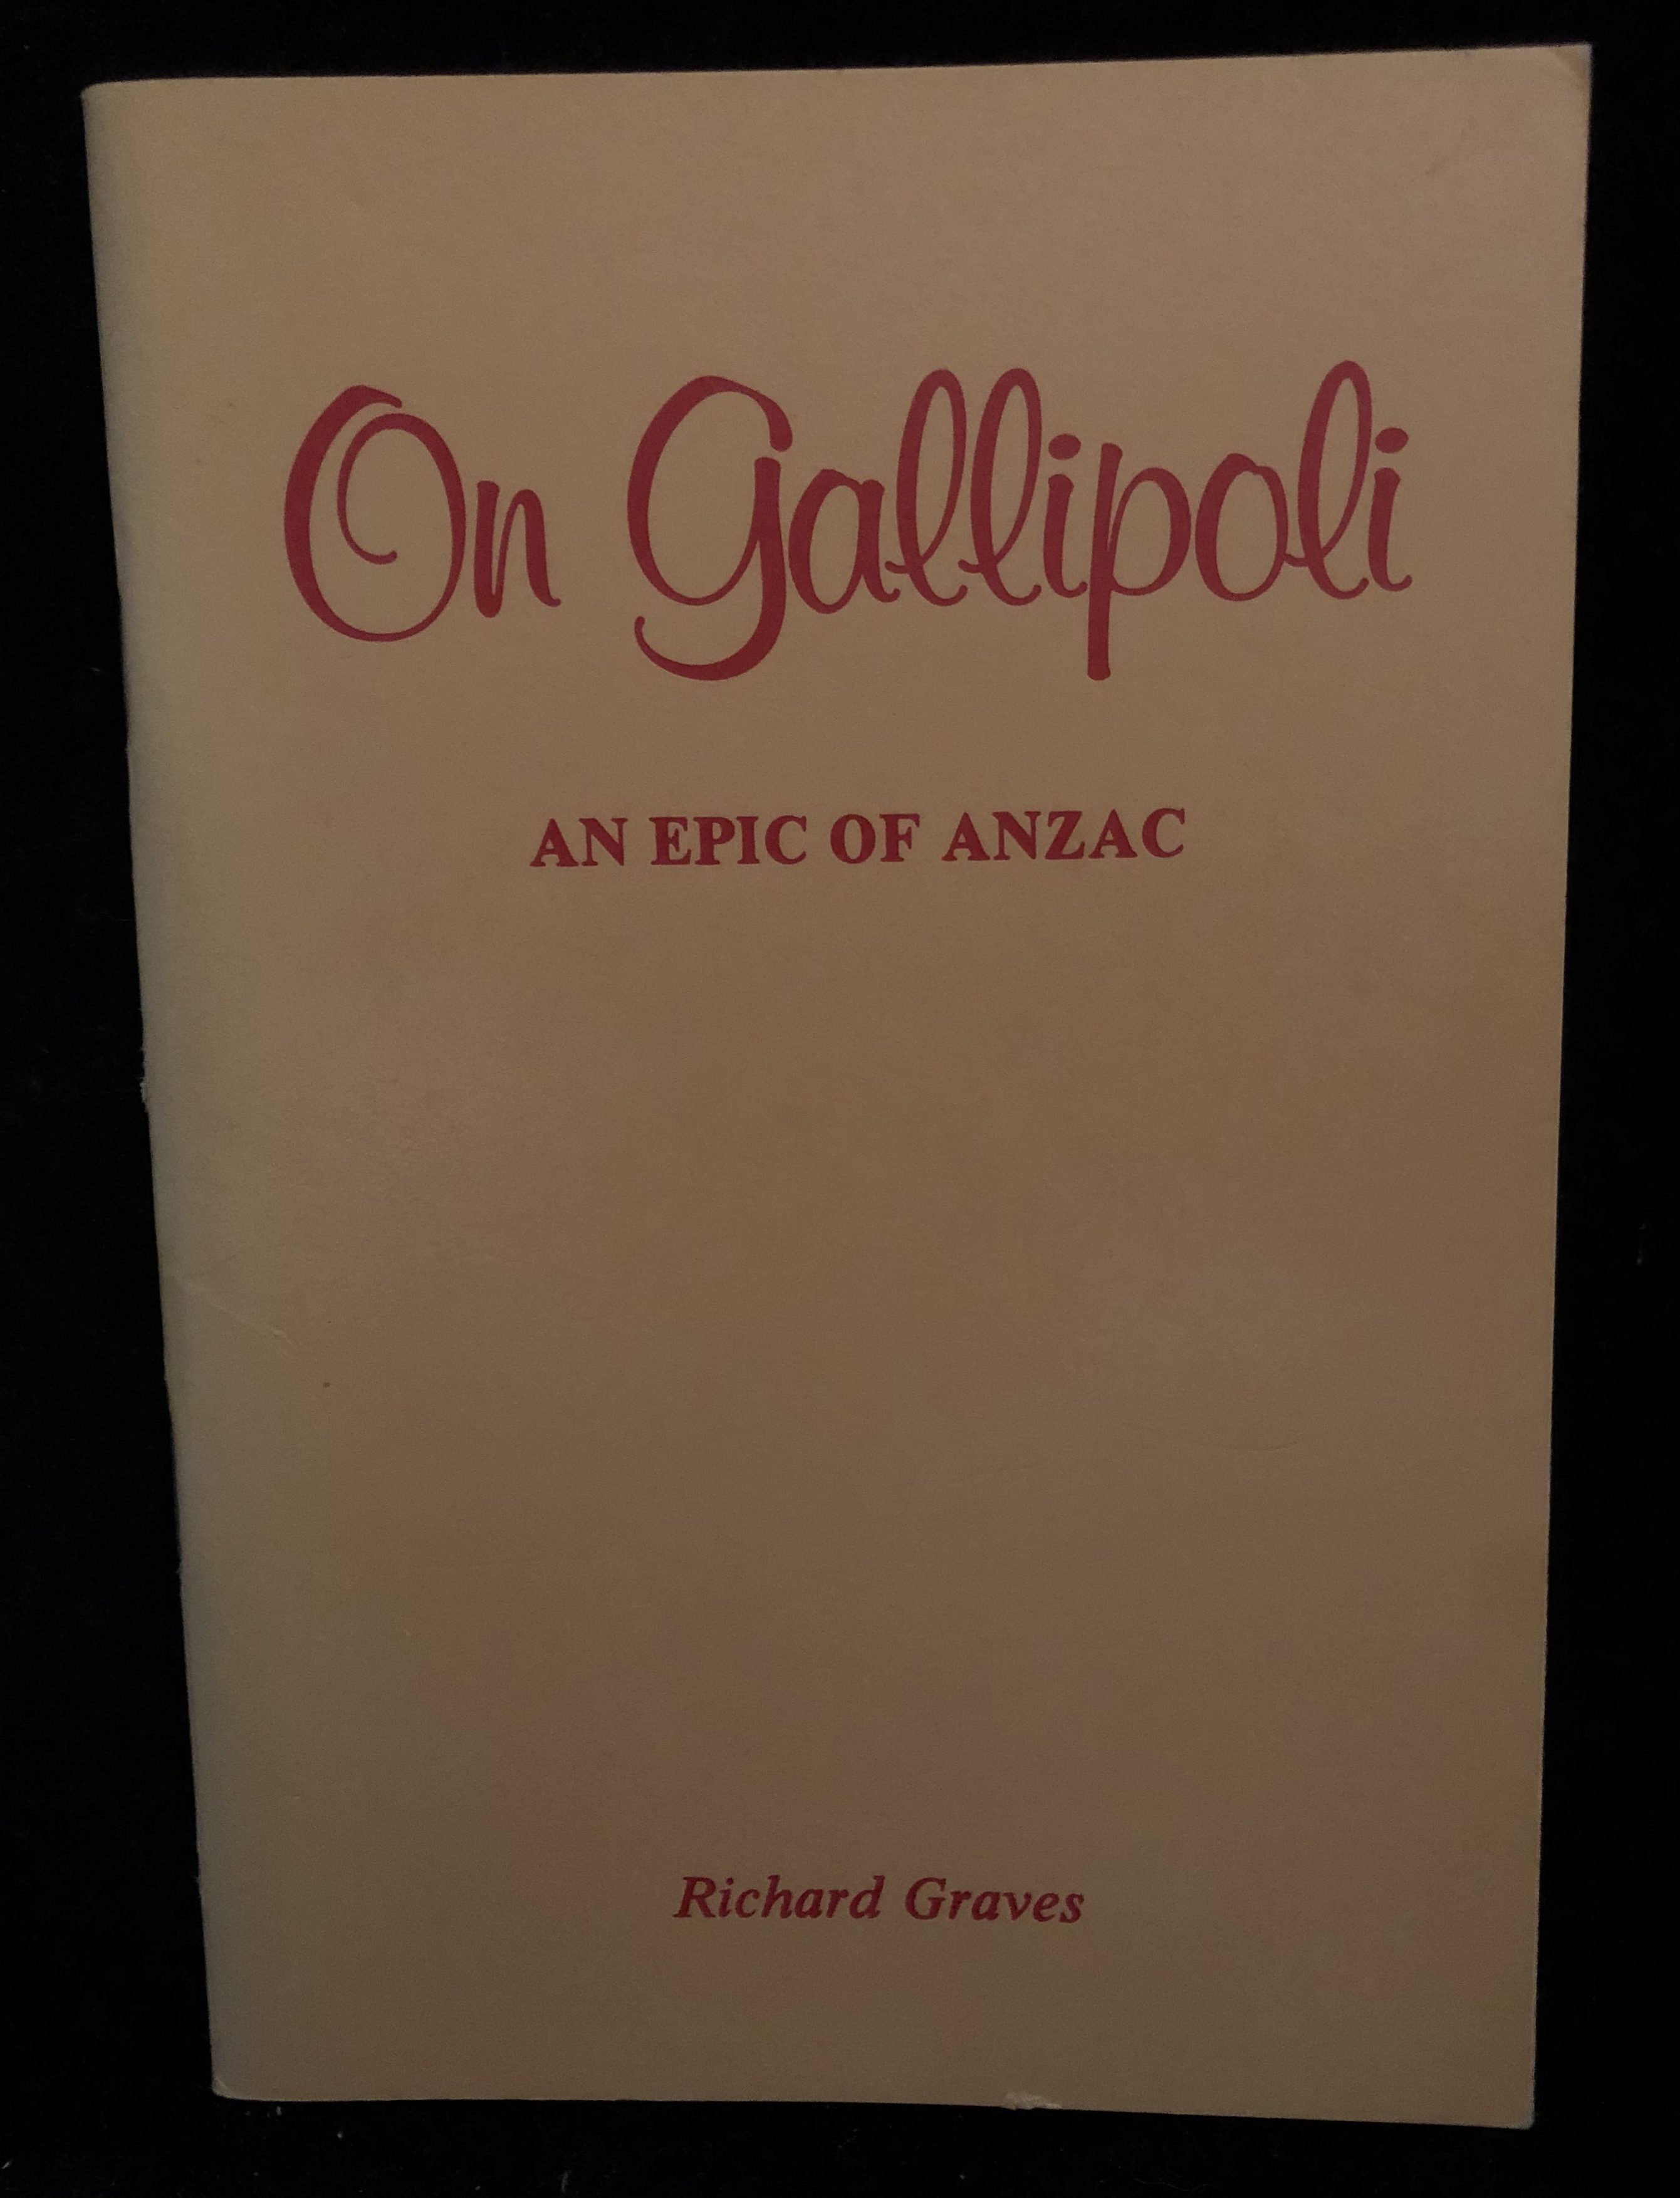 On Gallipoli
AN EPIC OF ANZAC
Richard Graves